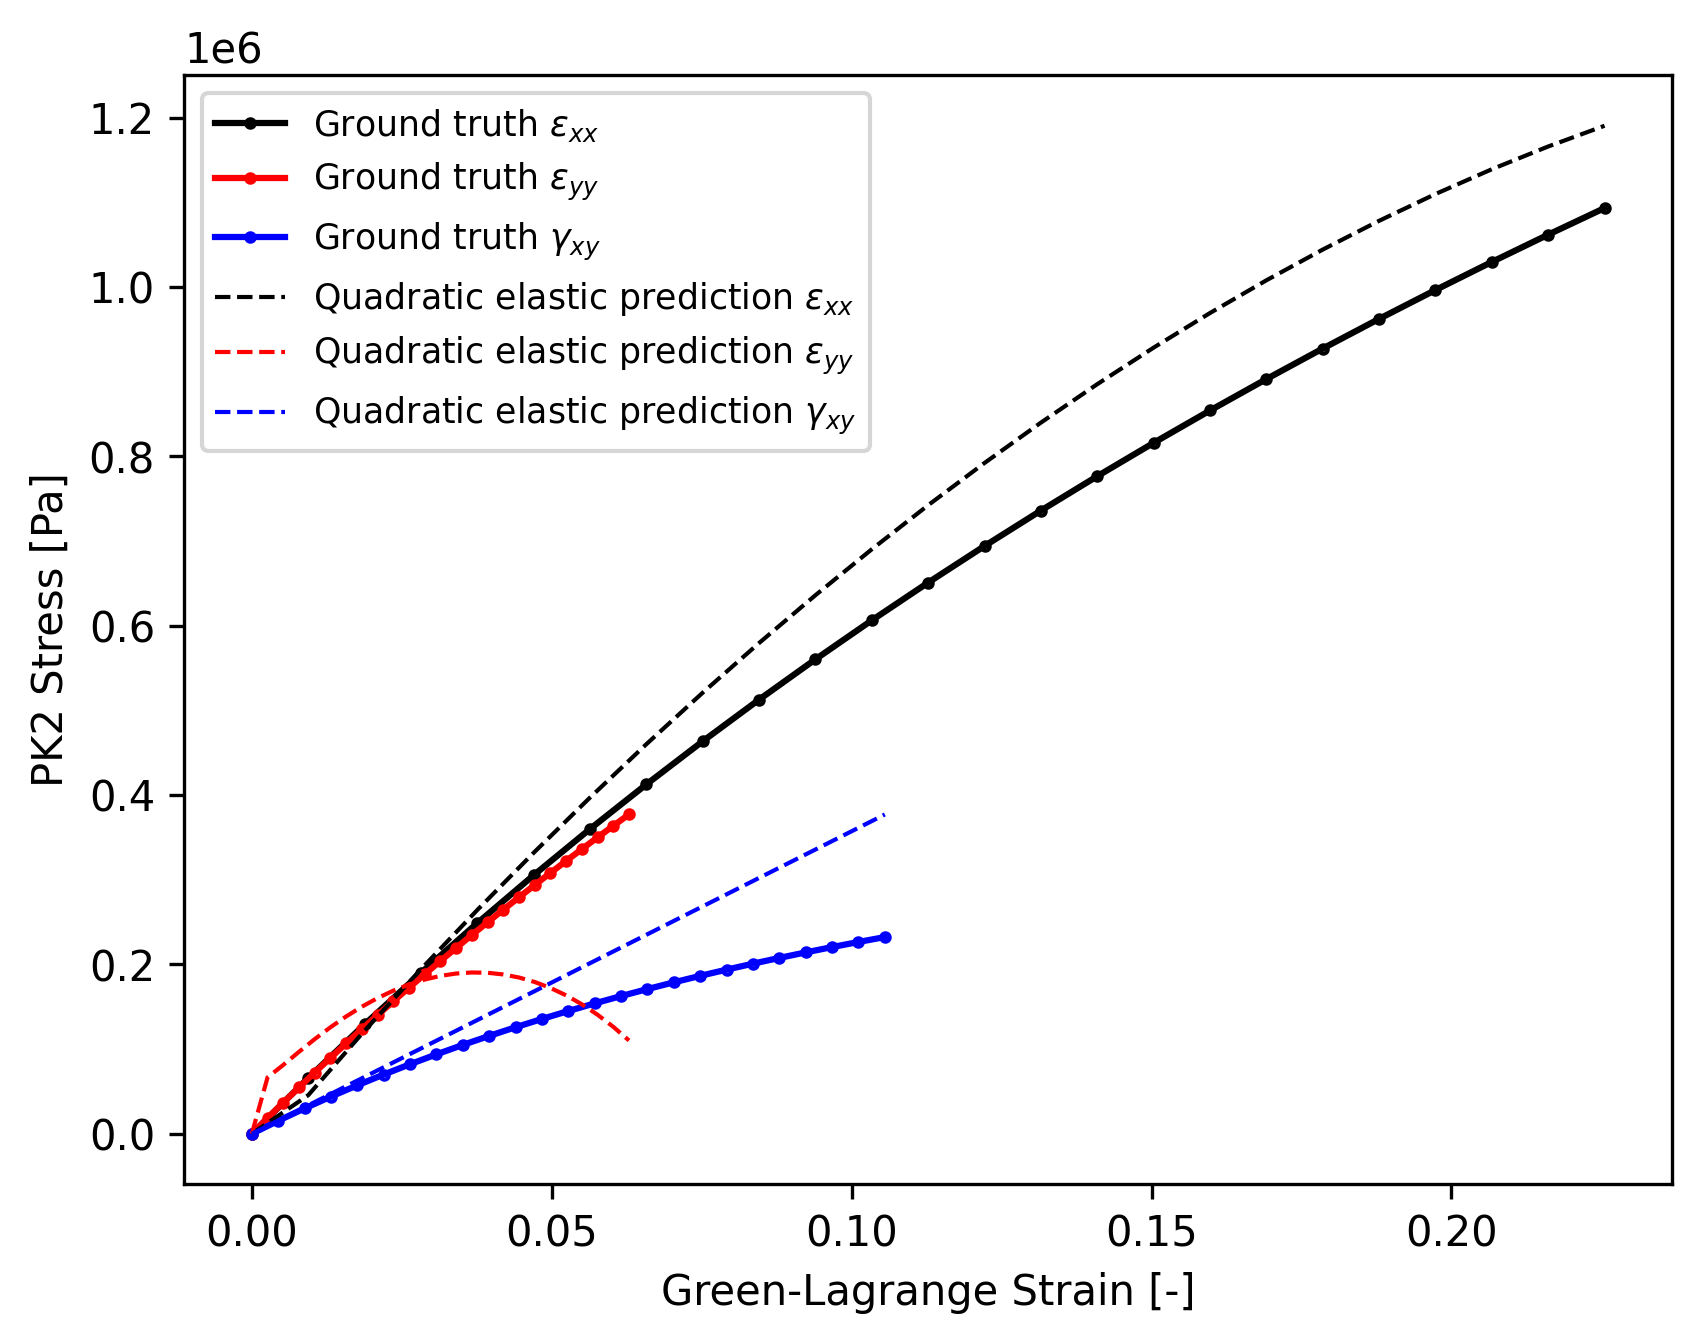 1e6
1.2
1.0
0.8
0.6
0.4
0.2
0.0
PK2 Stress [Pa]
Ground truth εxx
Ground truth εyy
Ground truth γxy
Quadratic elastic prediction εxx
Quadratic elastic prediction εyy
Quadratic elastic prediction γxy
0.00 0.05 0.10 0.15 0.20
Green-Lagrange Strain [-]